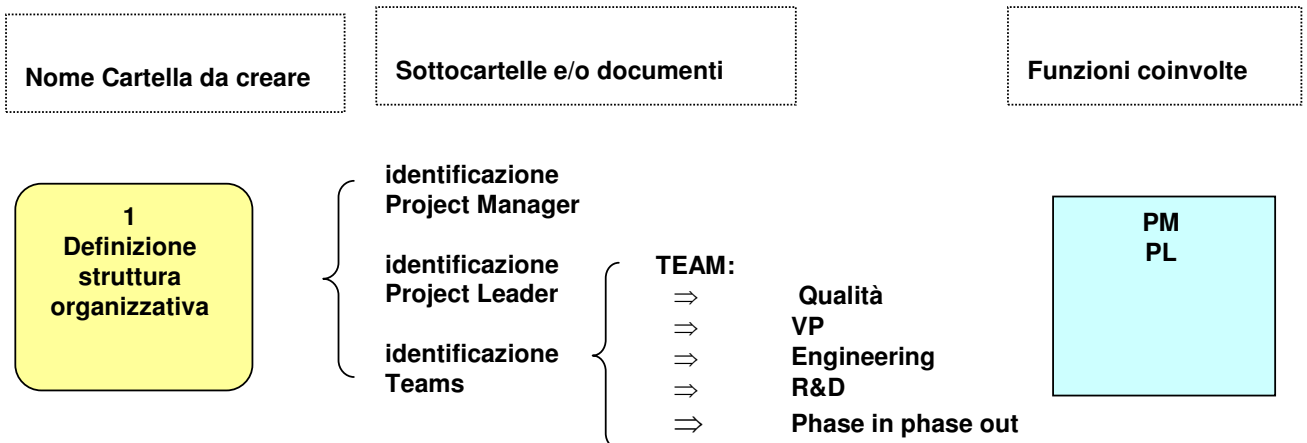 Nome Cartella da creare
Sottocartelle e/o documenti
Funzioni coinvolte
1
Definizione
struttura
organizzativa
identificazione
Project Manager
identificazione
Project Leader
identificazione
Teams
TEAM:
⇒ Qualità
⇒ VP
⇒ Engineering
⇒ R&D
⇒ Phase in phase out
PM
PL